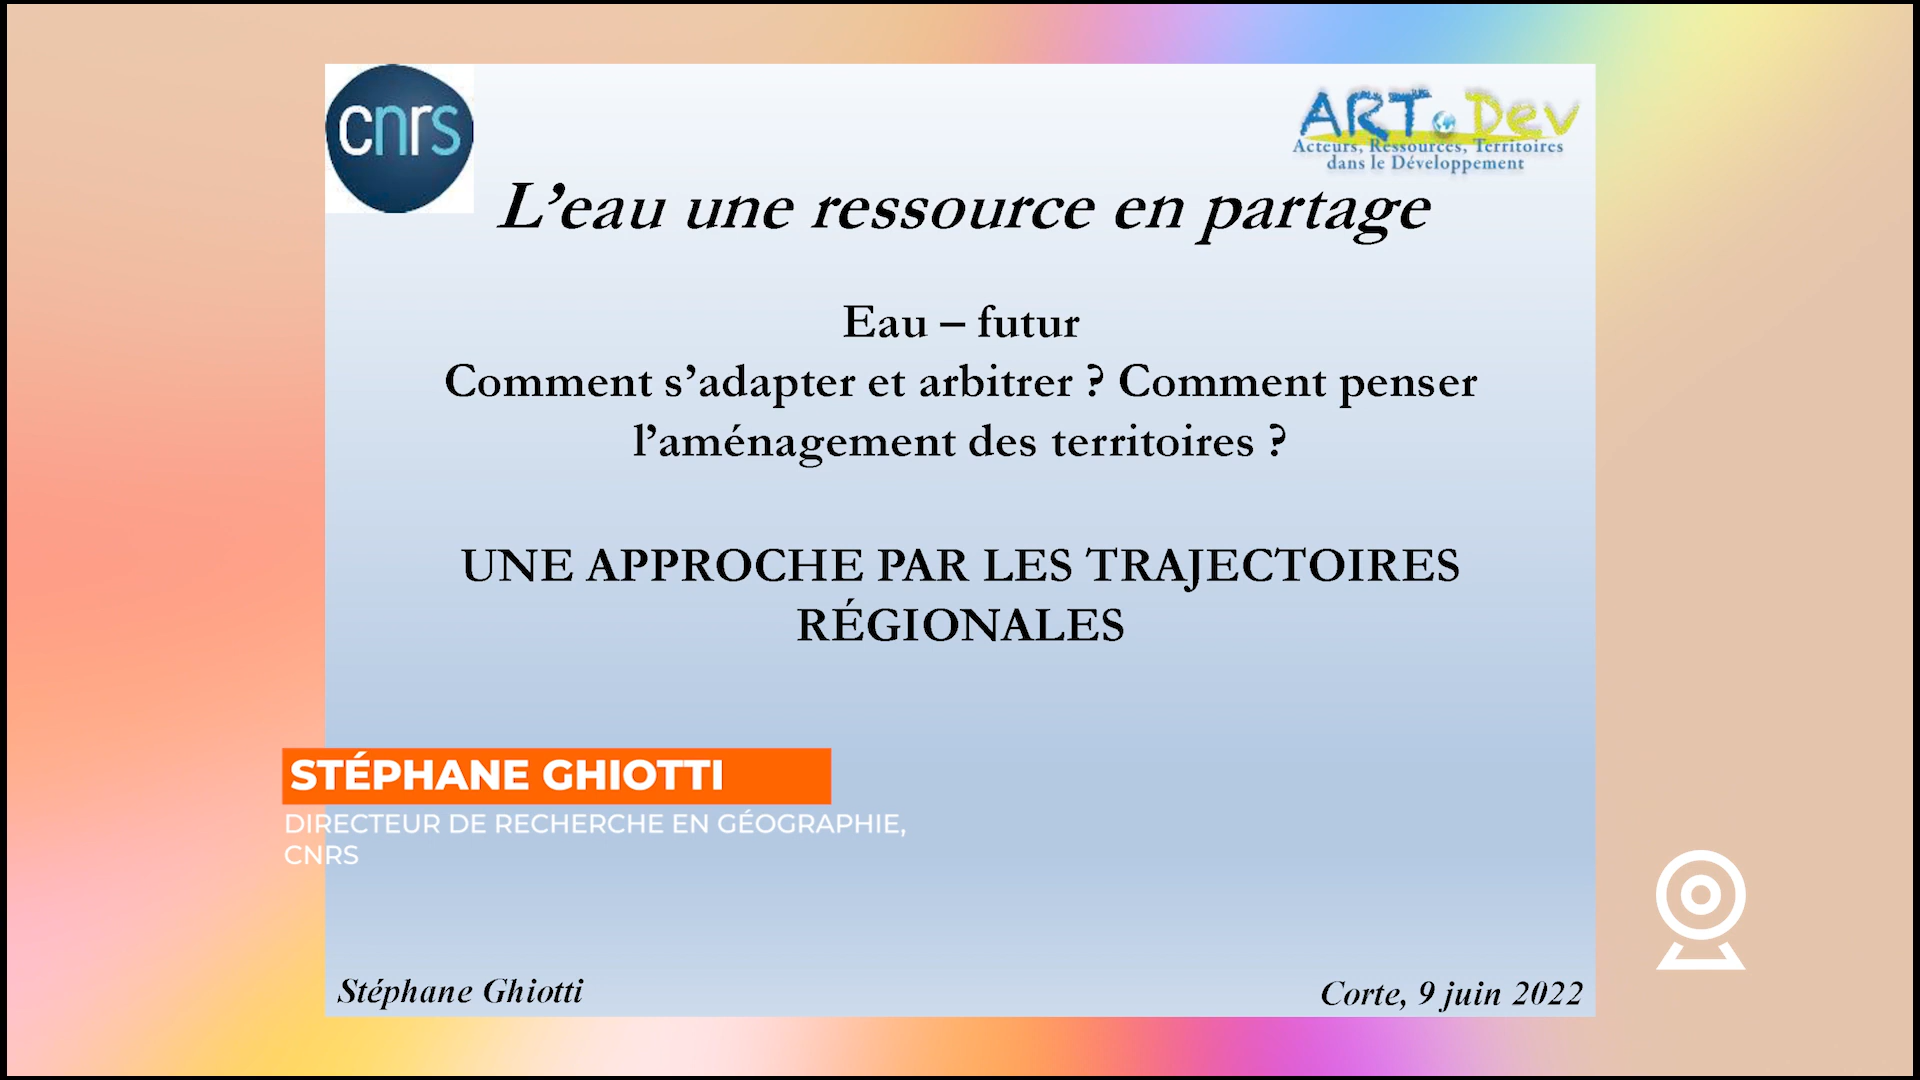 cnrs
ART Dev
Acteurs, Ressources, Territoires
dans le Développement
L’eau une ressource en partage
Eau – futur
Comment s’adapter et arbitrer ? Comment penser
l’aménagement des territoires ?
UNE APPROCHE PAR LES TRAJECTOIRES
RÉGIONALES
STÉPHANE GHIOTTI
DIRECTEUR DE RECHERCHE EN GÉOGRAPHIE,
CNRS
Stéphane Ghiotti
Corte, 9 juin 2022